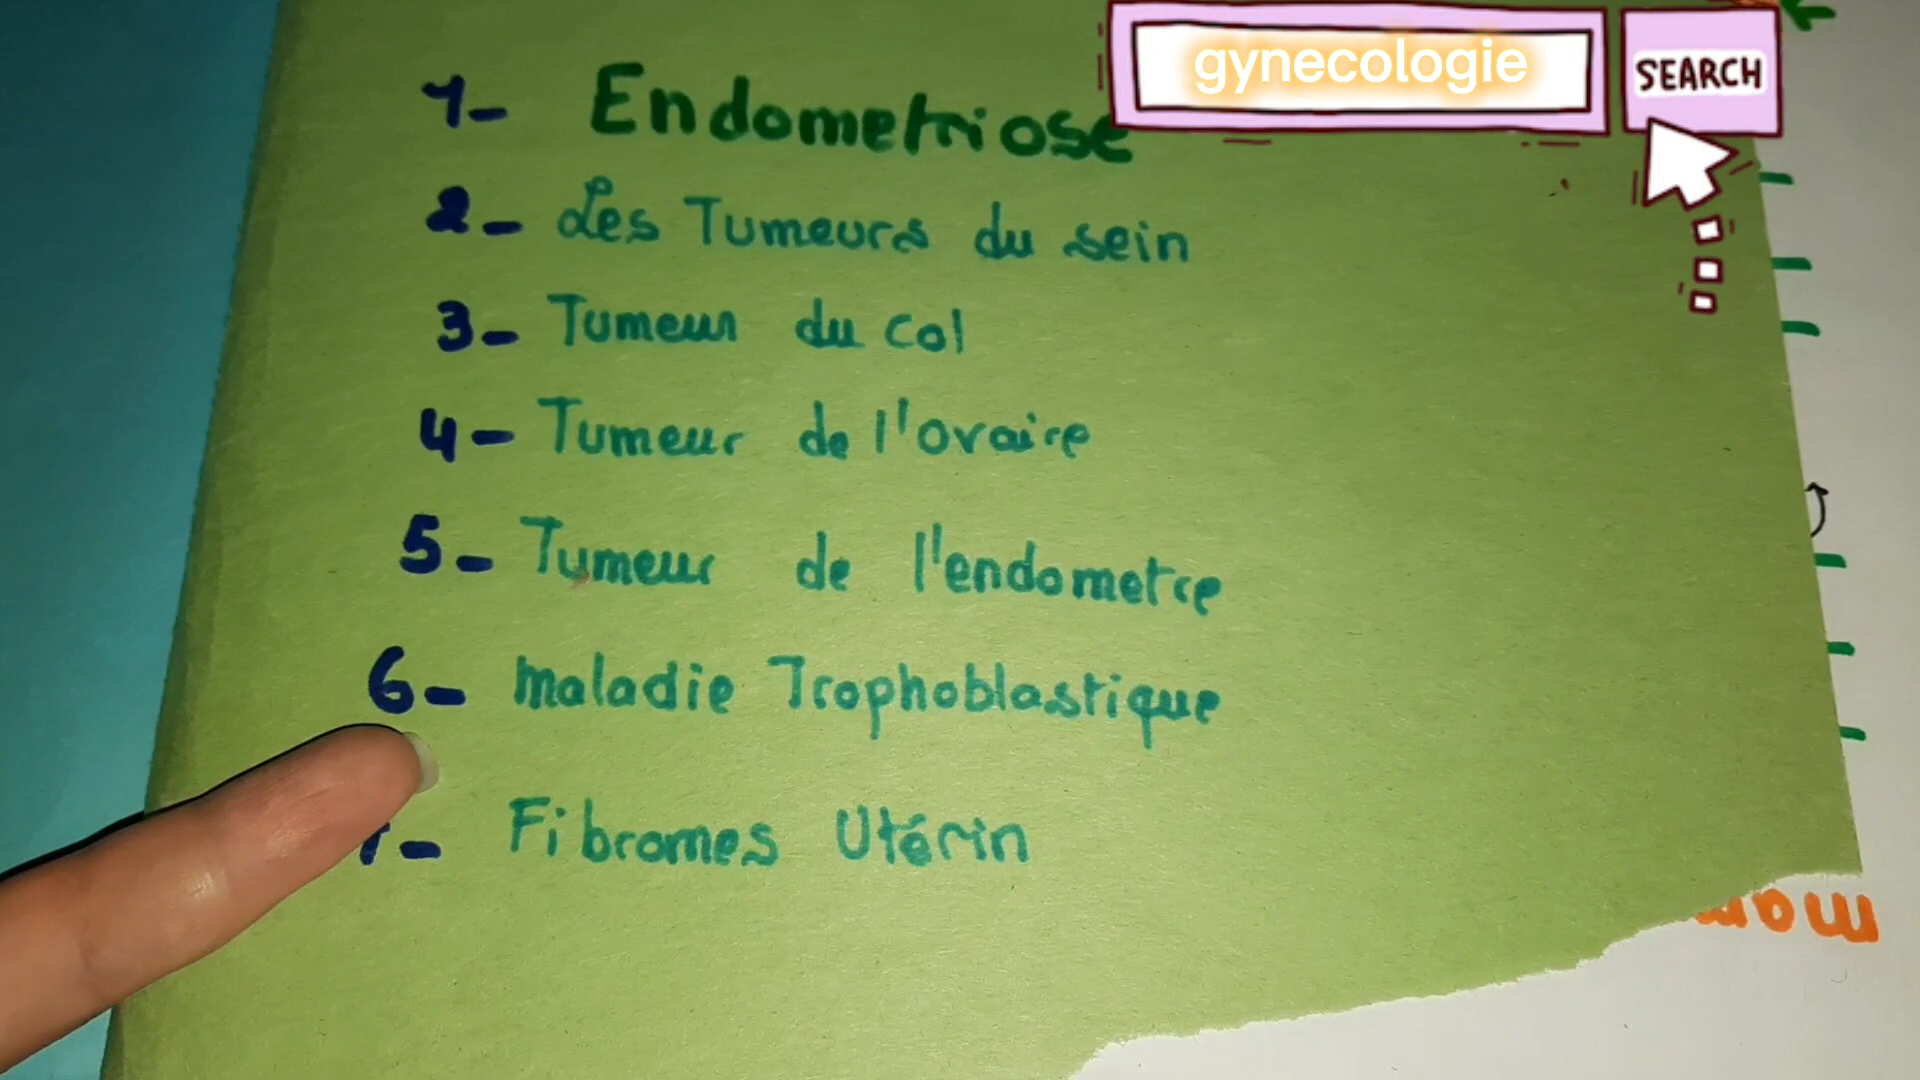 gynecologie
SEARCH
1- Endometriose
2- Les Tumeurs du sein
3- Tumeur du col
4- Tumeur de l'ovaire
5- Tumeur de l'endometre
6- maladie Trophoblastique
7- Fibromes Utérin